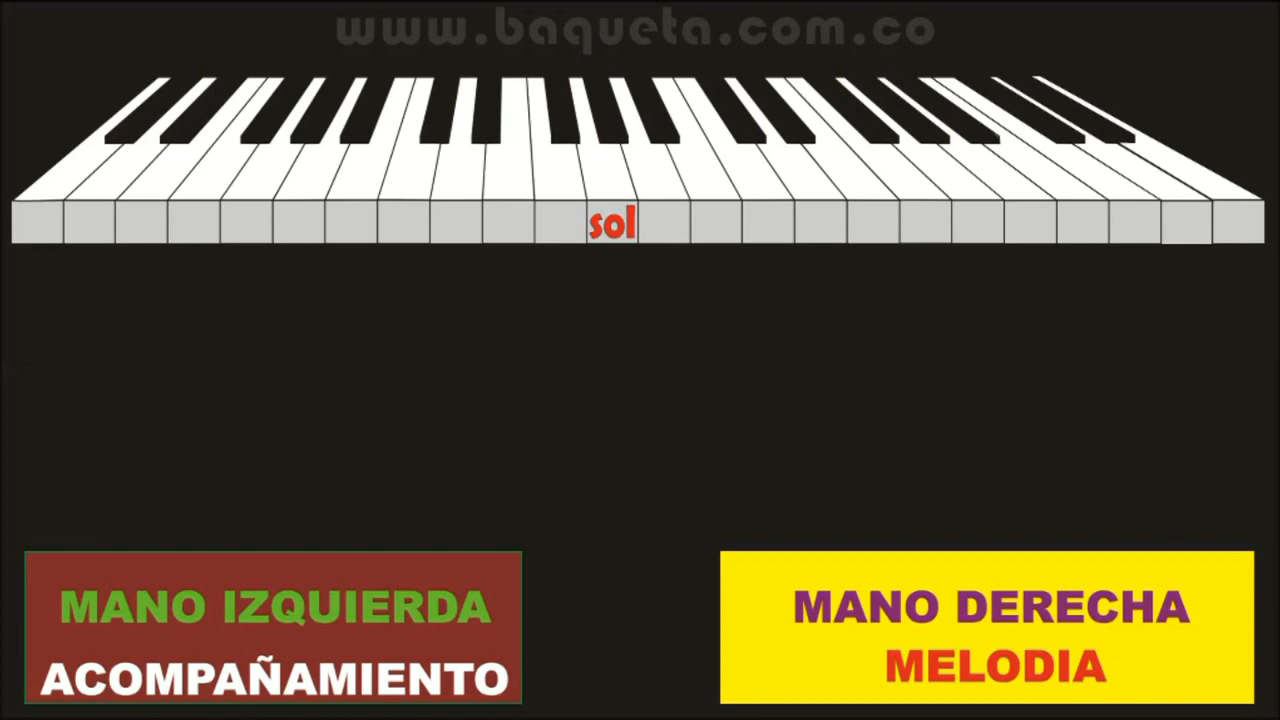 www.baqueta.com.co
sol
MANO IZQUIERDA
ACOMPAÑAMIENTO
MANO DERECHA
MELODIA